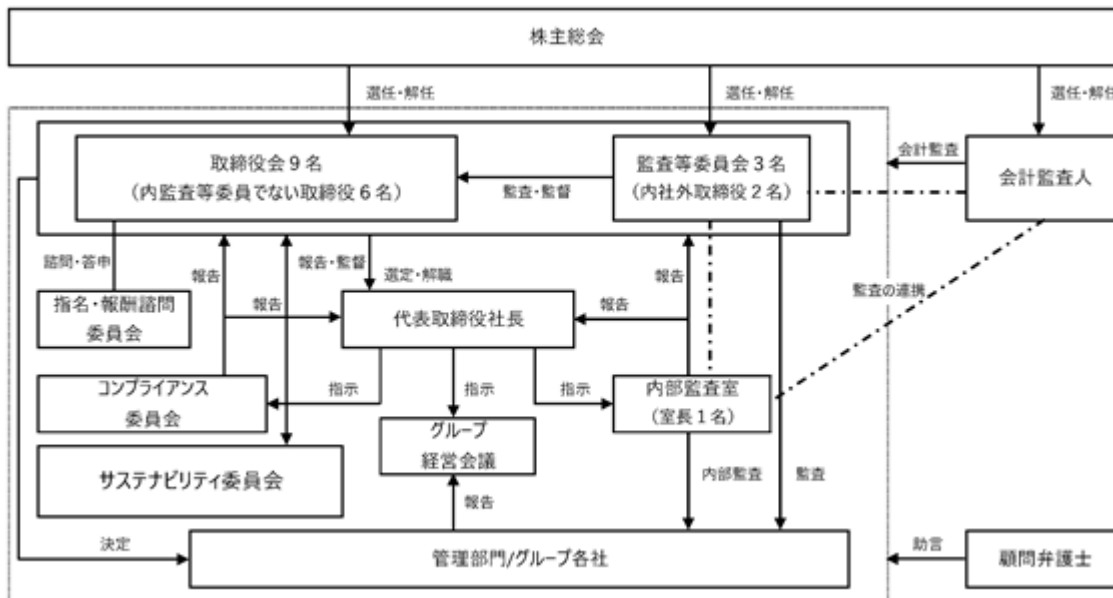 株主総会
選任・解任
選任・解任
選任・解任
取締役会9名
(内監査等委員でない取締役6名)
監査・監督
監査等委員会3名
(内社外取締役2名)
会計監査
会計監査人
諮問・答申
報告
報告・監督
選定・解職
報告
監査の連携
指名・報酬諮問
委員会
報告
代表取締役社長
報告
コンプライアンス
委員会
指示
指示
指示
内部監査室
(室長1名)
グループ
経営会議
サステナビリティ委員会
報告
内部監査
監査
決定
管理部門/グループ各社
助言
顧問弁護士